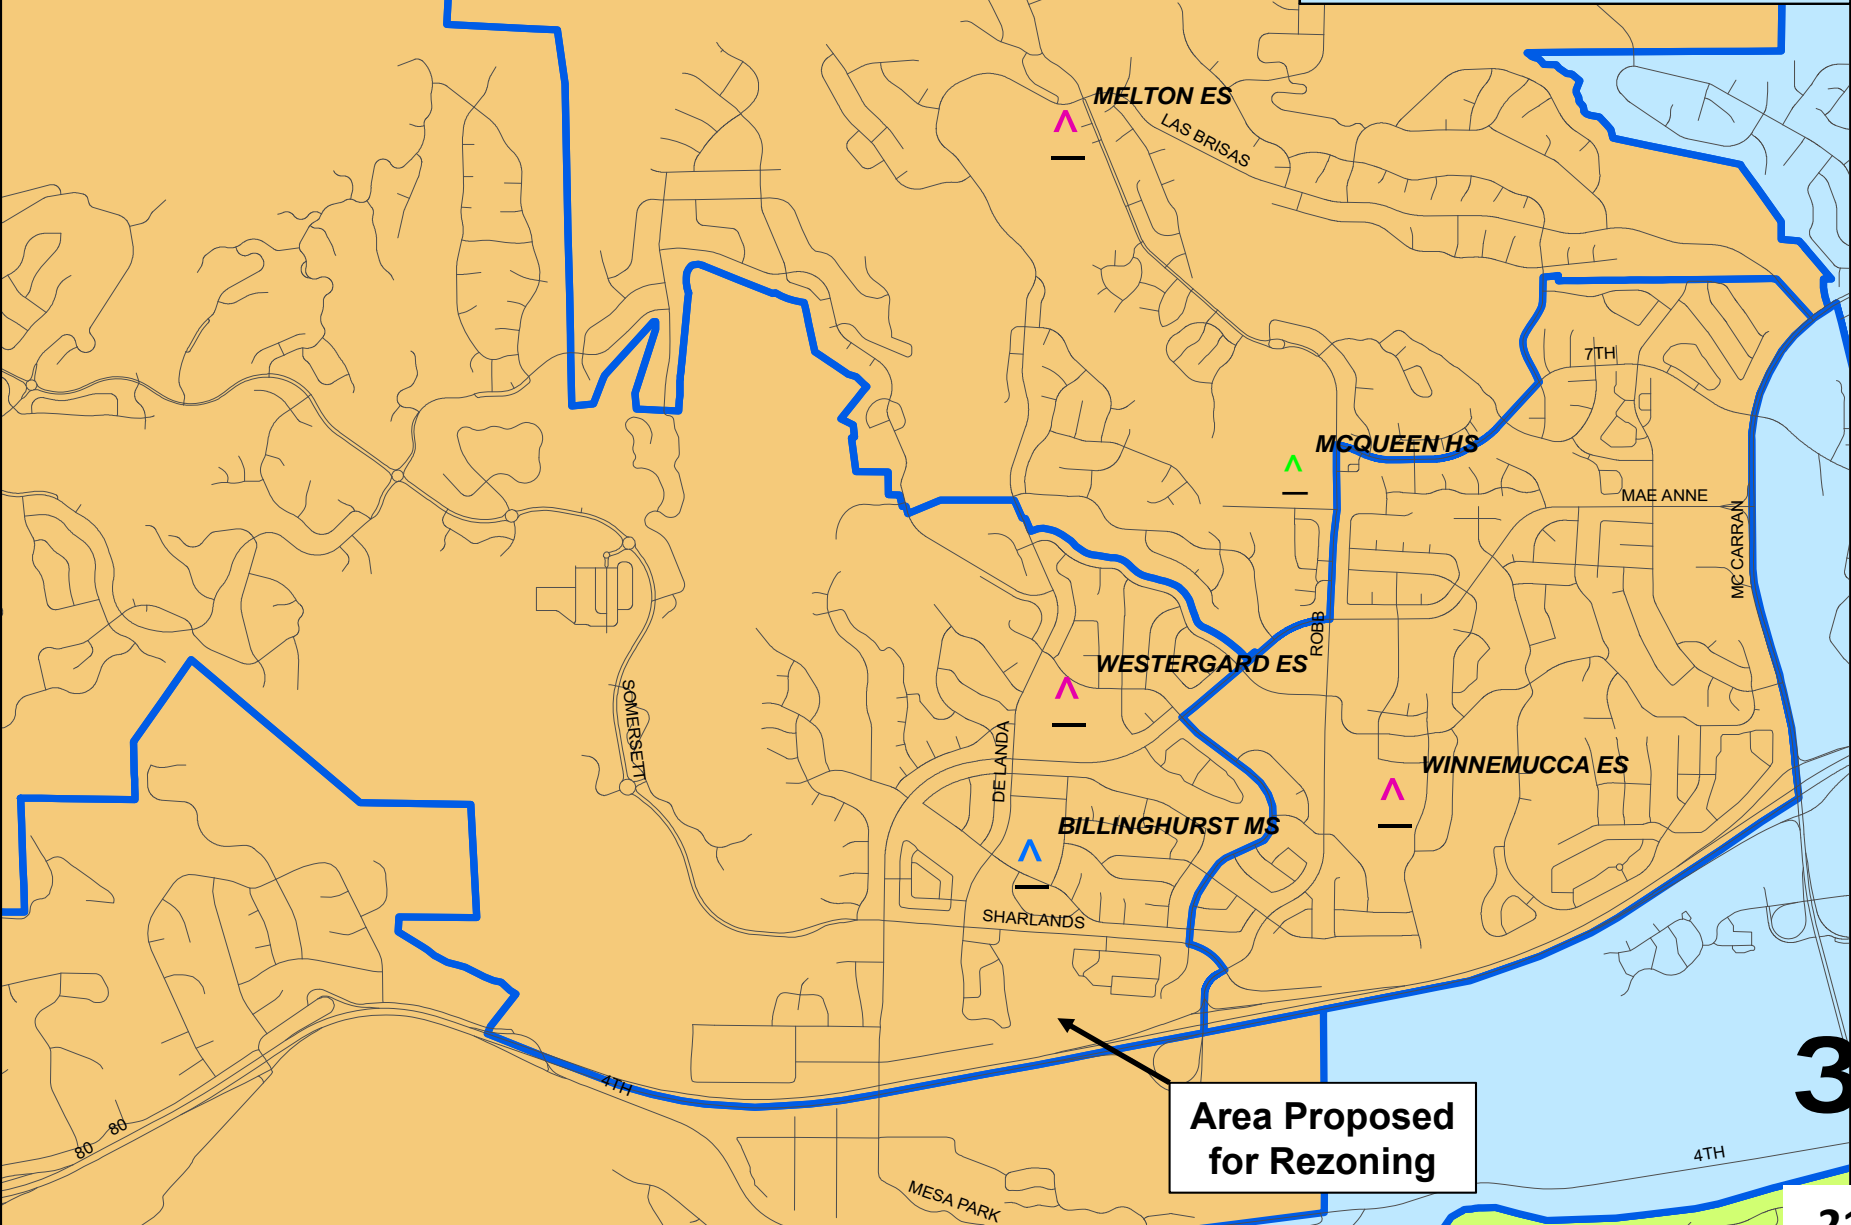 MELTON ES
LAS BRISAS
7TH
MCQUEEN HS
MAE ANNE
MC CARRAN
ROBB
WESTERGARD ES
SOMERSETT
DE LANDA
WINNEMUCCA ES
BILLINGHURST MS
SHARLANDS
4TH
3
80
80
Area Proposed
for Rezoning
4TH
MESA PARK